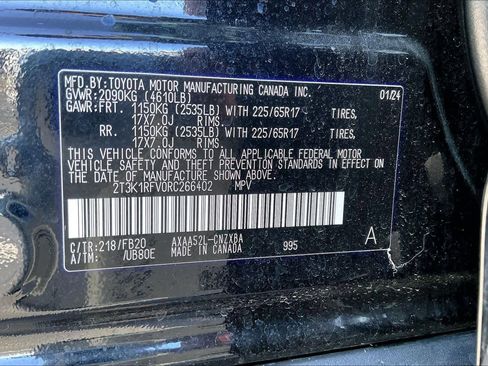 MFD.BY:TOYOTA MOTOR MANUFACTURING CANADA INC.
GVWR:2090KG (4610LB) 01/24
GAWR:FRT. 1150KG (2535LB) WITH 225/65R17 TIRES,
17X7.0J RIMS.
RR. 1150KG (2535LB) WITH 225/65R17 TIRES,
17X7.0J RIMS.
THIS VEHICLE CONFORMS TO ALL APPLICABLE FEDERAL MOTOR
VEHICLE SAFETY AND THEFT PREVENTION STANDARDS IN EFFECT
ON THE DATE OF MANUFACTURE SHOWN ABOVE.
2T3K1RFV0RC266402 MPV
C/TR:218/FB20 AXAA52L-CNZXBA 995 A
A/TM: /UB80E MADE IN CANADA